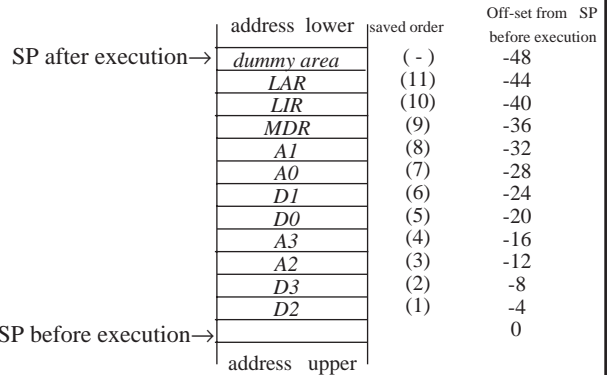 address lower saved order Off-set from SP
before execution
SP after execution→ dummy area ( - ) -48
LAR (11) -44
LIR (10) -40
MDR (9) -36
A1 (8) -32
A0 (7) -28
D1 (6) -24
D0 (5) -20
A3 (4) -16
A2 (3) -12
D3 (2) -8
D2 (1) -4
SP before execution→ 0
address upper